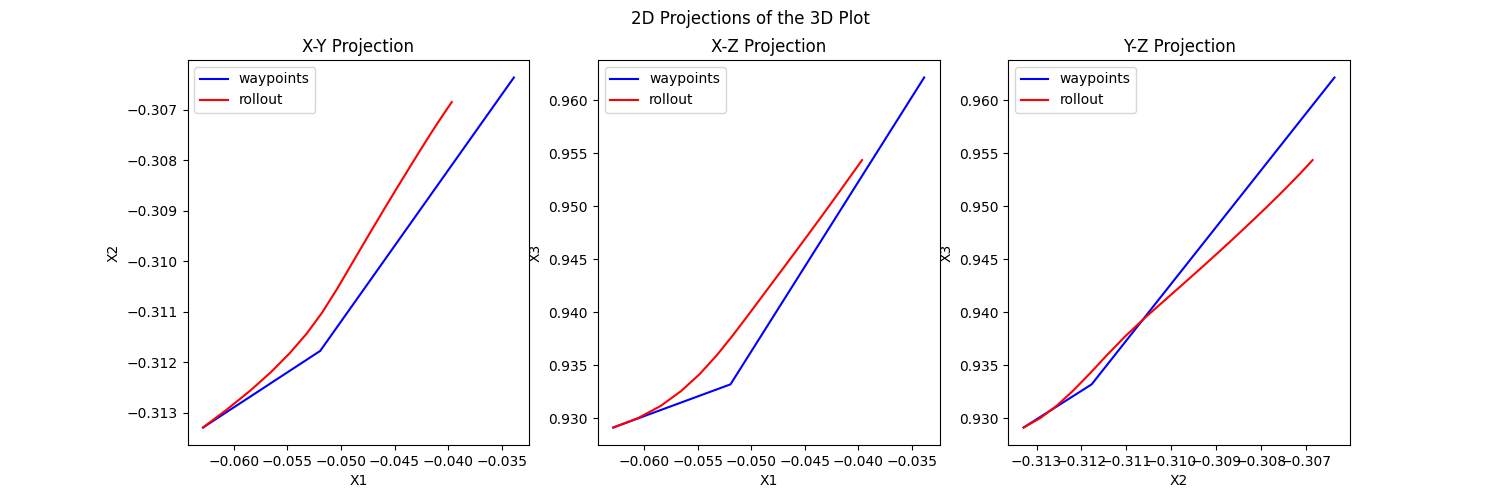 2D Projections of the 3D Plot
X-Y Projection
waypoints
rollout
−0.307
−0.308
−0.309
−0.310
−0.311
−0.312
−0.313
X2
−0.060 −0.055 −0.050 −0.045 −0.040 −0.035
X1
X-Z Projection
waypoints
rollout
0.960
0.955
0.950
0.945
0.940
0.935
0.930
X3
−0.060 −0.055 −0.050 −0.045 −0.040 −0.035
X1
Y-Z Projection
waypoints
rollout
0.960
0.955
0.950
0.945
0.940
0.935
0.930
X3
−0.313 −0.312 −0.311 −0.310 −0.309 −0.308 −0.307
X2